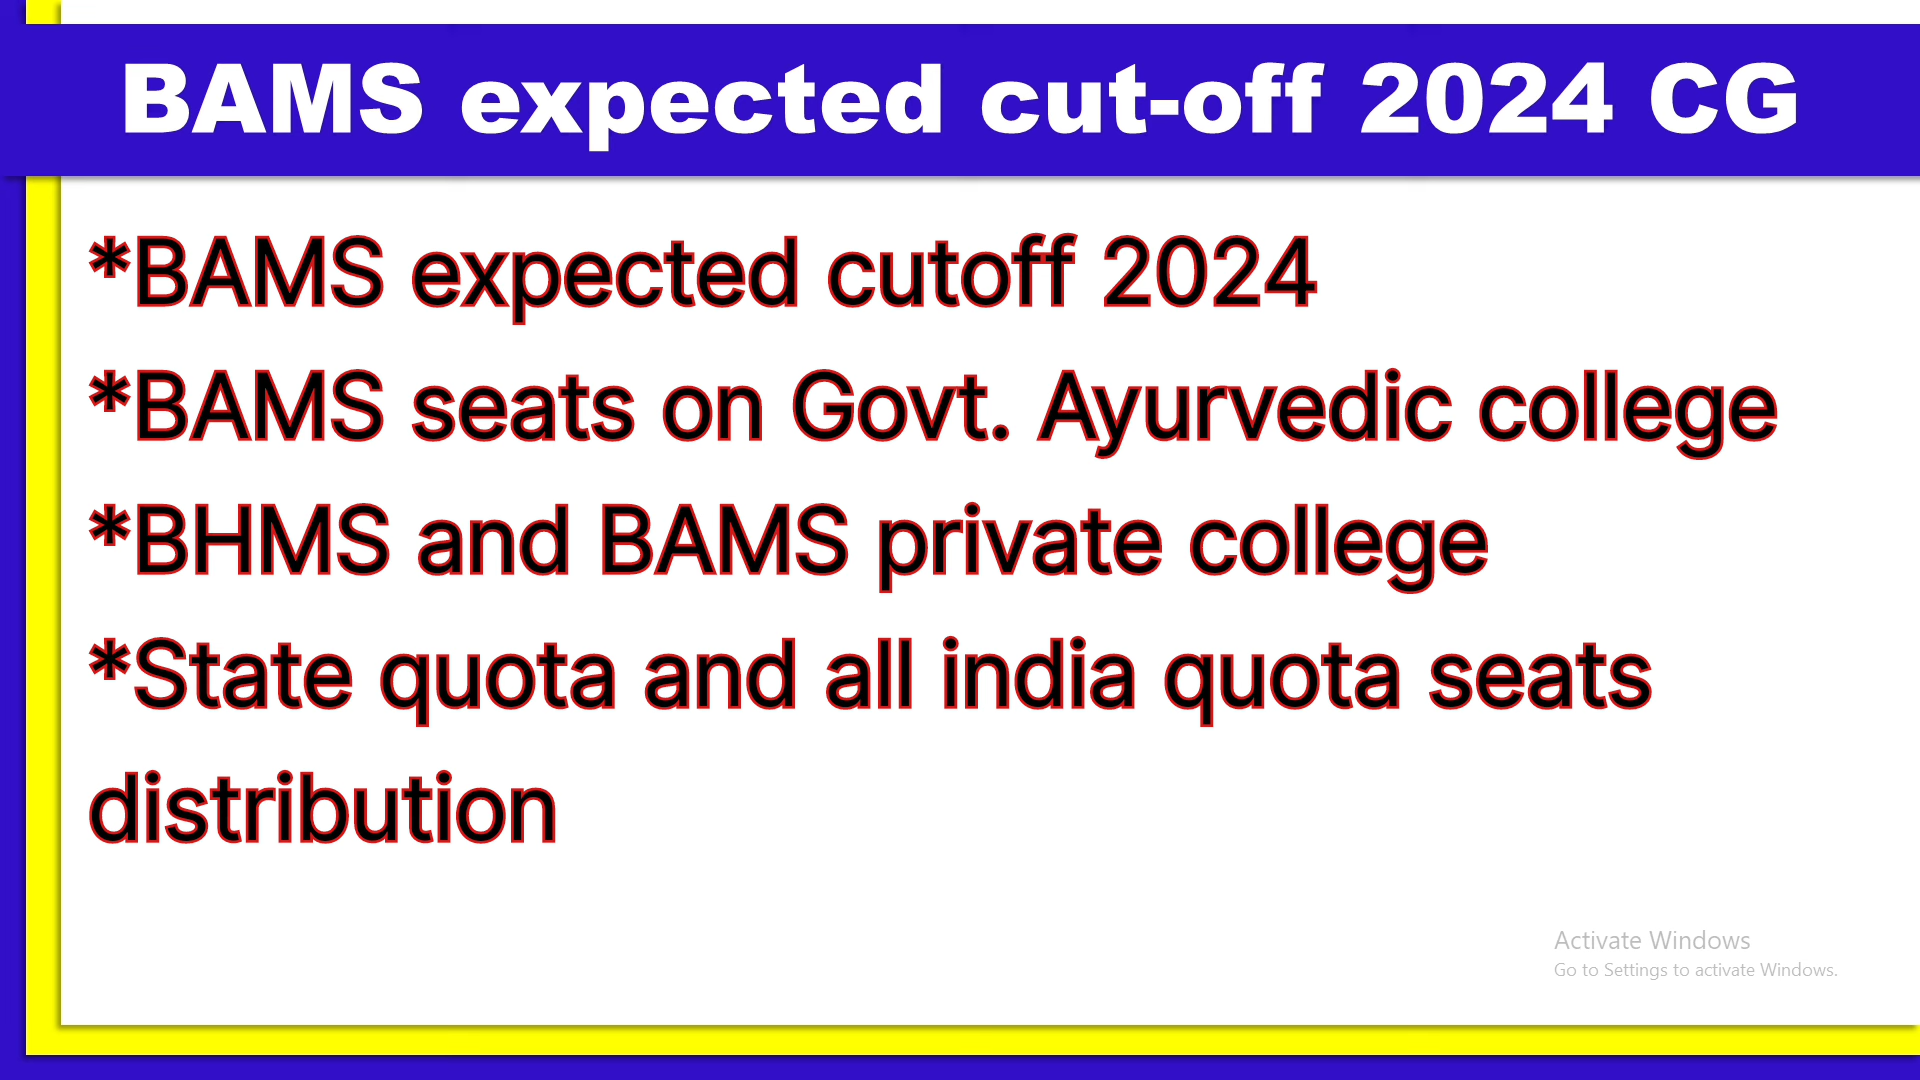 BAMS expected cut-off 2024 CG
*BAMS expected cutoff 2024
*BAMS seats on Govt. Ayurvedic college
*BHMS and BAMS private college
*State quota and all india quota seats
distribution
Activate Windows
Go to Settings to activate Windows.